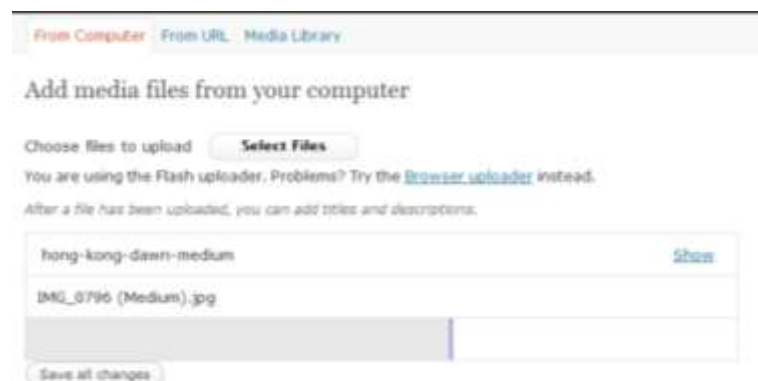 From Computer From URL Media Library
Add media files from your computer
Choose files to upload Select Files
You are using the Flash uploader. Problems? Try the Browser uploader instead.
After a file has been uploaded, you can add titles and descriptions.
hong-kong-dawn-medium Show
IMG_0796 (Medium).jpg
Save all changes